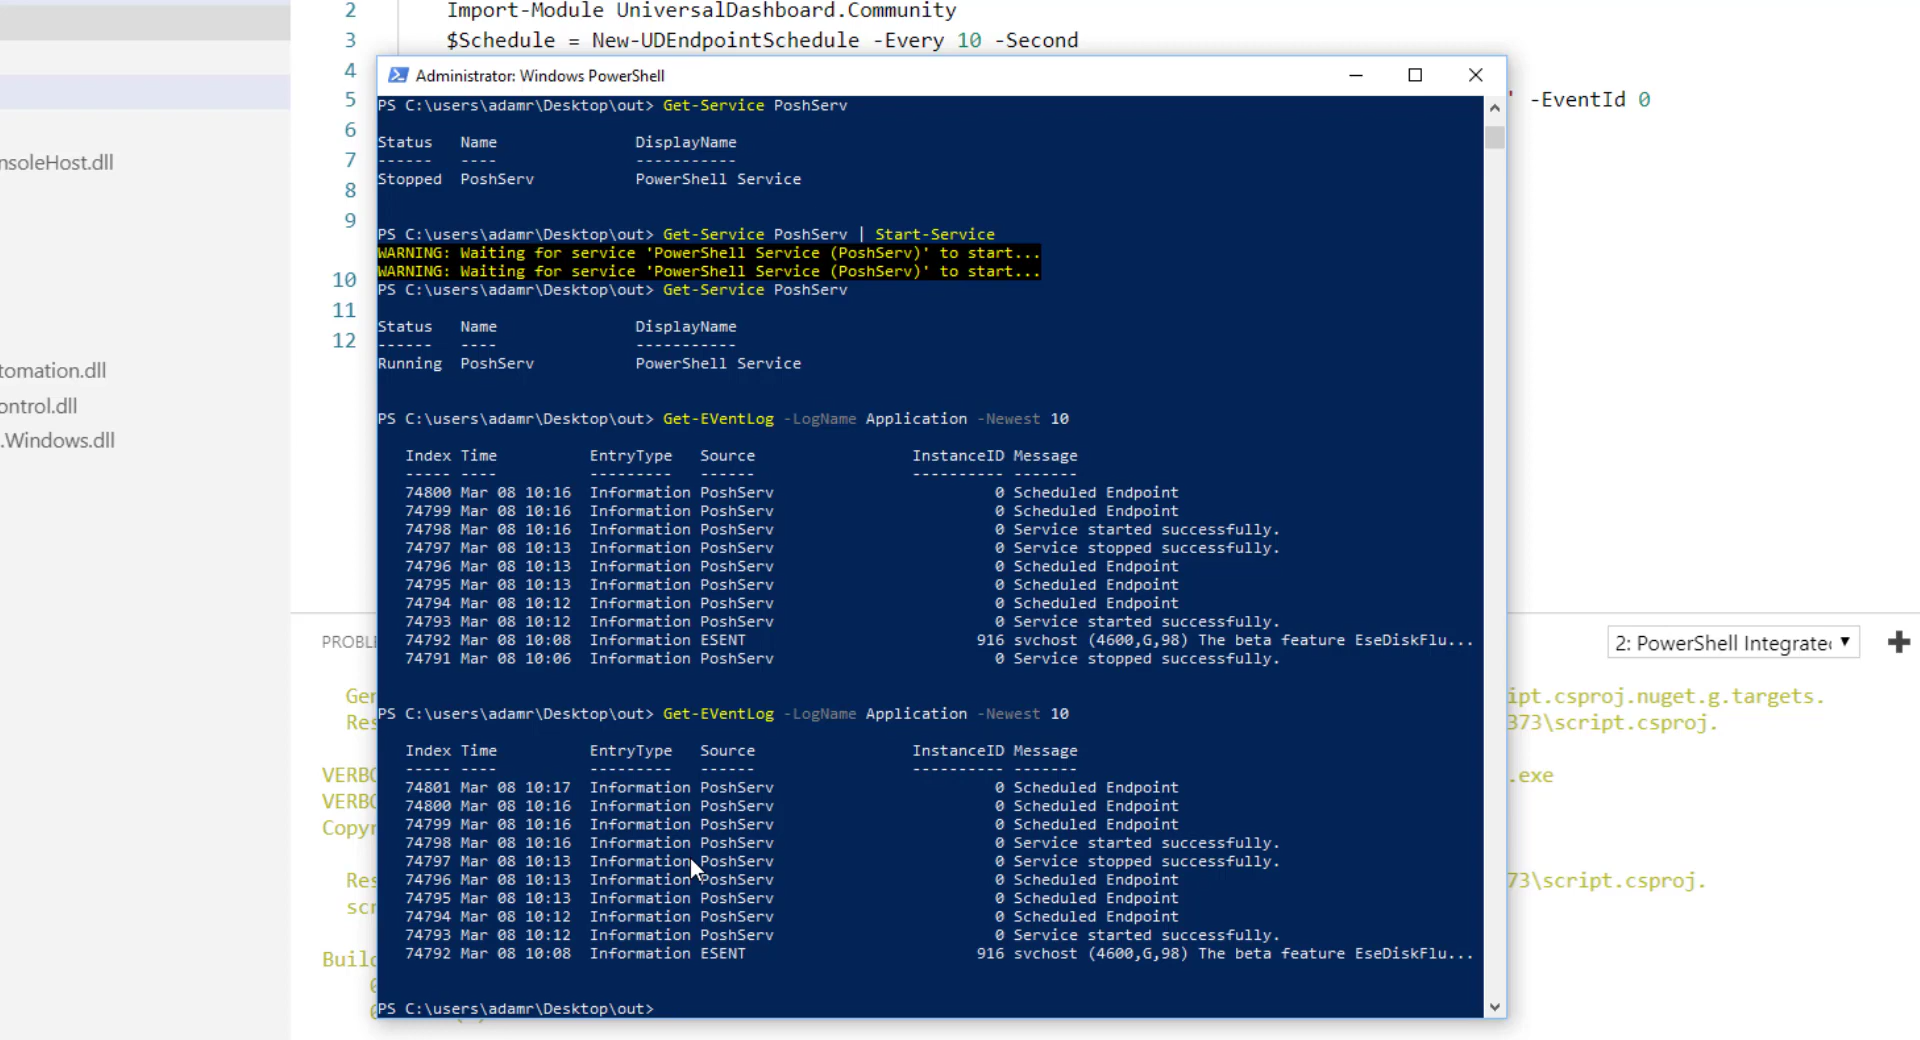 2 Import-Module UniversalDashboard.Community
3 $Schedule = New-UDEndpointSchedule -Every 10 -Second
4
Administrator: Windows PowerShell
5 ' -EventId 0
6
7
8
9
10
11
12
nsoleHost.dll
tomation.dll
ontrol.dll
.Windows.dll
PS C:\users\adamr\Desktop\out> Get-Service PoshServ
Status Name DisplayName
------ ---- -----------
Stopped PoshServ PowerShell Service
PS C:\users\adamr\Desktop\out> Get-Service PoshServ | Start-Service
WARNING: Waiting for service 'PowerShell Service (PoshServ)' to start...
WARNING: Waiting for service 'PowerShell Service (PoshServ)' to start...
PS C:\users\adamr\Desktop\out> Get-Service PoshServ
Status Name DisplayName
------ ---- -----------
Running PoshServ PowerShell Service
PS C:\users\adamr\Desktop\out> Get-EVentLog -LogName Application -Newest 10
Index Time EntryType Source InstanceID Message
----- ---- --------- ------ ---------- -------
74800 Mar 08 10:16 Information PoshServ 0 Scheduled Endpoint
74799 Mar 08 10:16 Information PoshServ 0 Scheduled Endpoint
74798 Mar 08 10:16 Information PoshServ 0 Service started successfully.
74797 Mar 08 10:13 Information PoshServ 0 Service stopped successfully.
74796 Mar 08 10:13 Information PoshServ 0 Scheduled Endpoint
74795 Mar 08 10:13 Information PoshServ 0 Scheduled Endpoint
74794 Mar 08 10:12 Information PoshServ 0 Scheduled Endpoint
74793 Mar 08 10:12 Information PoshServ 0 Service started successfully.
74792 Mar 08 10:08 Information ESENT 916 svchost (4600,G,98) The beta feature EseDiskFlu...
74791 Mar 08 10:06 Information PoshServ 0 Service stopped successfully.
PS C:\users\adamr\Desktop\out> Get-EVentLog -LogName Application -Newest 10
Index Time EntryType Source InstanceID Message
----- ---- --------- ------ ---------- -------
74801 Mar 08 10:17 Information PoshServ 0 Scheduled Endpoint
74800 Mar 08 10:16 Information PoshServ 0 Scheduled Endpoint
74799 Mar 08 10:16 Information PoshServ 0 Scheduled Endpoint
74798 Mar 08 10:16 Information PoshServ 0 Service started successfully.
74797 Mar 08 10:13 Information PoshServ 0 Service stopped successfully.
74796 Mar 08 10:13 Information PoshServ 0 Scheduled Endpoint
74795 Mar 08 10:13 Information PoshServ 0 Scheduled Endpoint
74794 Mar 08 10:12 Information PoshServ 0 Scheduled Endpoint
74793 Mar 08 10:12 Information PoshServ 0 Service started successfully.
74792 Mar 08 10:08 Information ESENT 916 svchost (4600,G,98) The beta feature EseDiskFlu...
PS C:\users\adamr\Desktop\out>
PROBL 2: PowerShell Integrate
Ger ipt.csproj.nuget.g.targets.
Res 373\script.csproj.
VERBO .exe
VERBO
Copyr
Res 73\script.csproj.
scr
Build